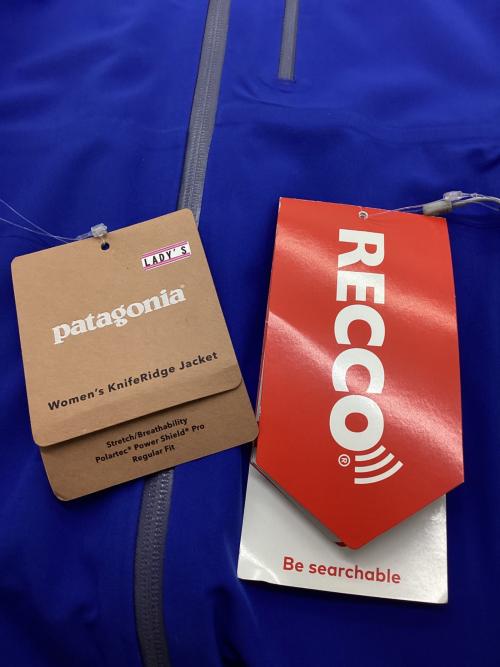 LADY'S
patagonia®
Women's KnifeRidge Jacket
Stretch/Breathability
Polartec® Power Shield® Pro
Regular Fit
RECCO®
Be searchable